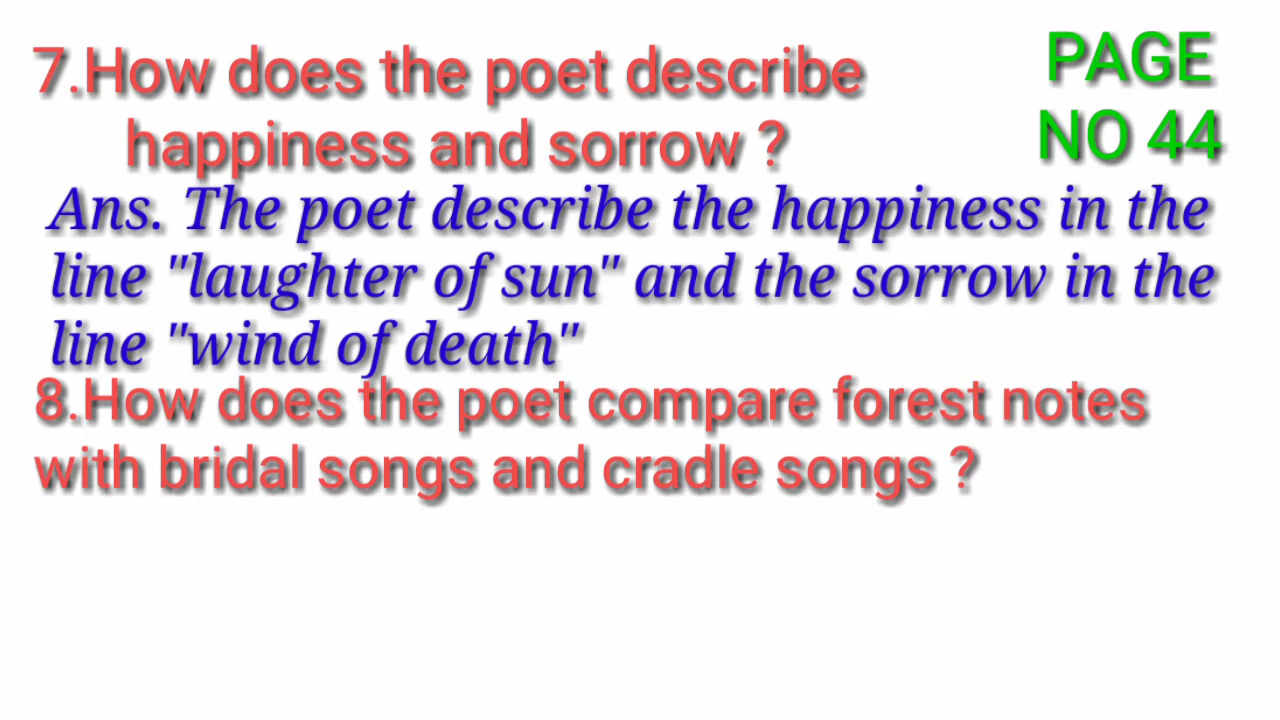 7.How does the poet describe
happiness and sorrow ?
PAGE
NO 44
Ans. The poet describe the happiness in the
line "laughter of sun" and the sorrow in the
line "wind of death"
8.How does the poet compare forest notes
with bridal songs and cradle songs ?